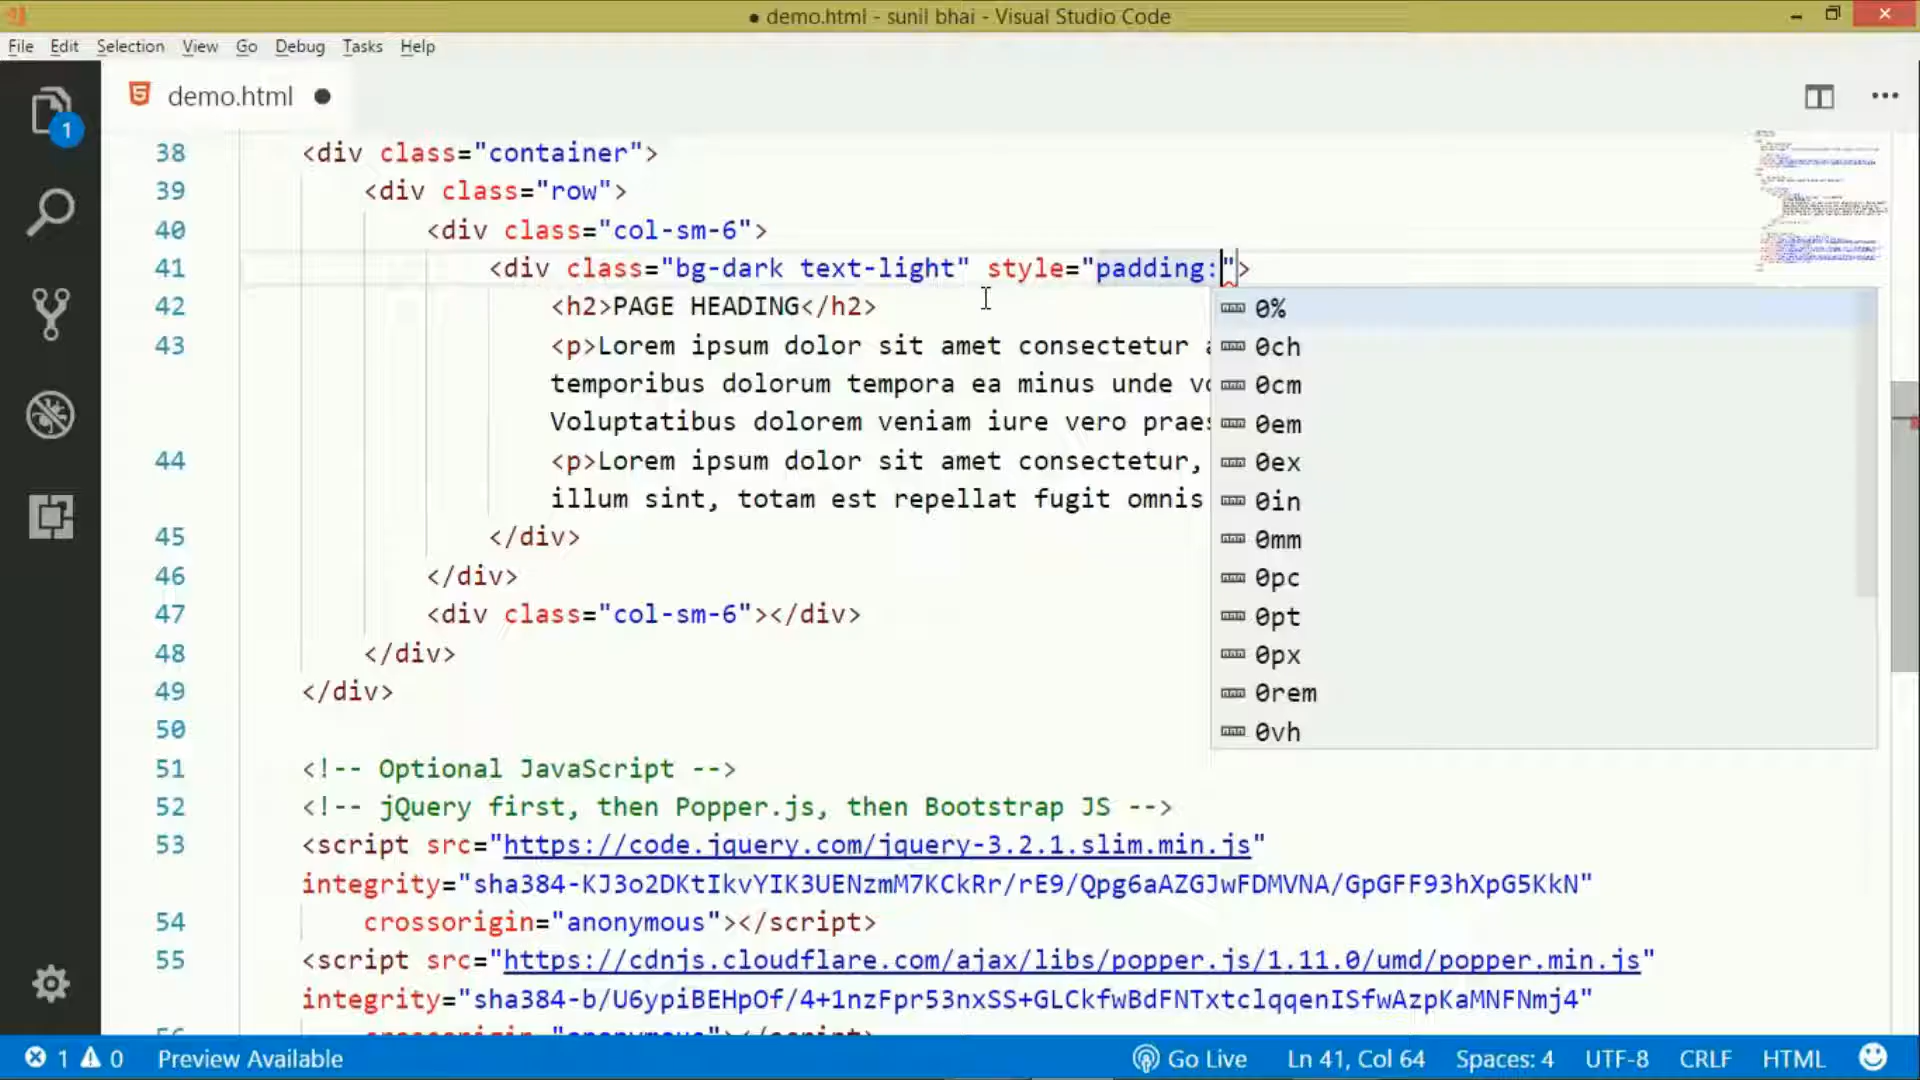 ● demo.html - sunil bhai - Visual Studio Code
File Edit Selection View Go Debug Tasks Help
1
demo.html ●
38 <div class="container">
39 <div class="row">
40 <div class="col-sm-6">
41 <div class="bg-dark text-light" style="padding:">
42 <h2>PAGE HEADING</h2>
43 <p>Lorem ipsum dolor sit amet consectetur
temporibus dolorum tempora ea minus unde
Voluptatibus dolorem veniam iure vero
44 <p>Lorem ipsum dolor sit amet consectetur,
illum sint, totam est repellat fugit omnis
45 </div>
46 </div>
47 <div class="col-sm-6"></div>
48 </div>
49 </div>
50
51 <!-- Optional JavaScript -->
52 <!-- jQuery first, then Popper.js, then Bootstrap JS -->
53 <script src="https://code.jquery.com/jquery-3.2.1.slim.min.js"
integrity="sha384-KJ3o2DKtIkvYIK3UENzmM7KCkRr/rE9/Qpg6aAZGJwFDMVNA/GpGFF93hXpG5KkN"
54 crossorigin="anonymous"></script>
55 <script src="https://cdnjs.cloudflare.com/ajax/libs/popper.js/1.11.0/umd/popper.min.js"
integrity="sha384-b/U6ypiBEHpOf/4+1nzFpr53nxSS+GLCkfwBdFNTxtclqqenISfwAzpKaMNFNmj4"
0%
0ch
0cm
0em
0ex
0in
0mm
0pc
0pt
0px
0rem
0vh
1 0 Preview Available Go Live Ln 41, Col 64 Spaces: 4 UTF-8 CRLF HTML